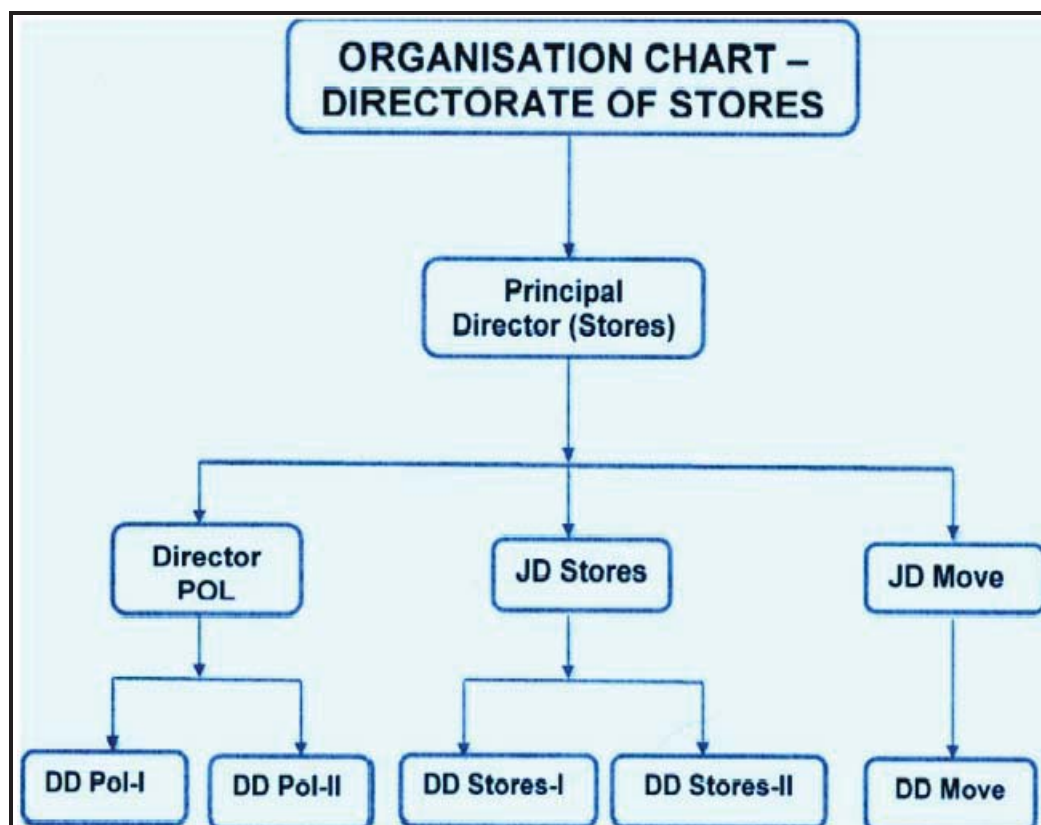 ORGANISATION CHART –
DIRECTORATE OF STORES
Principal
Director (Stores)
Director
POL
JD Stores
JD Move
DD Pol-I
DD Pol-II
DD Stores-I
DD Stores-II
DD Move